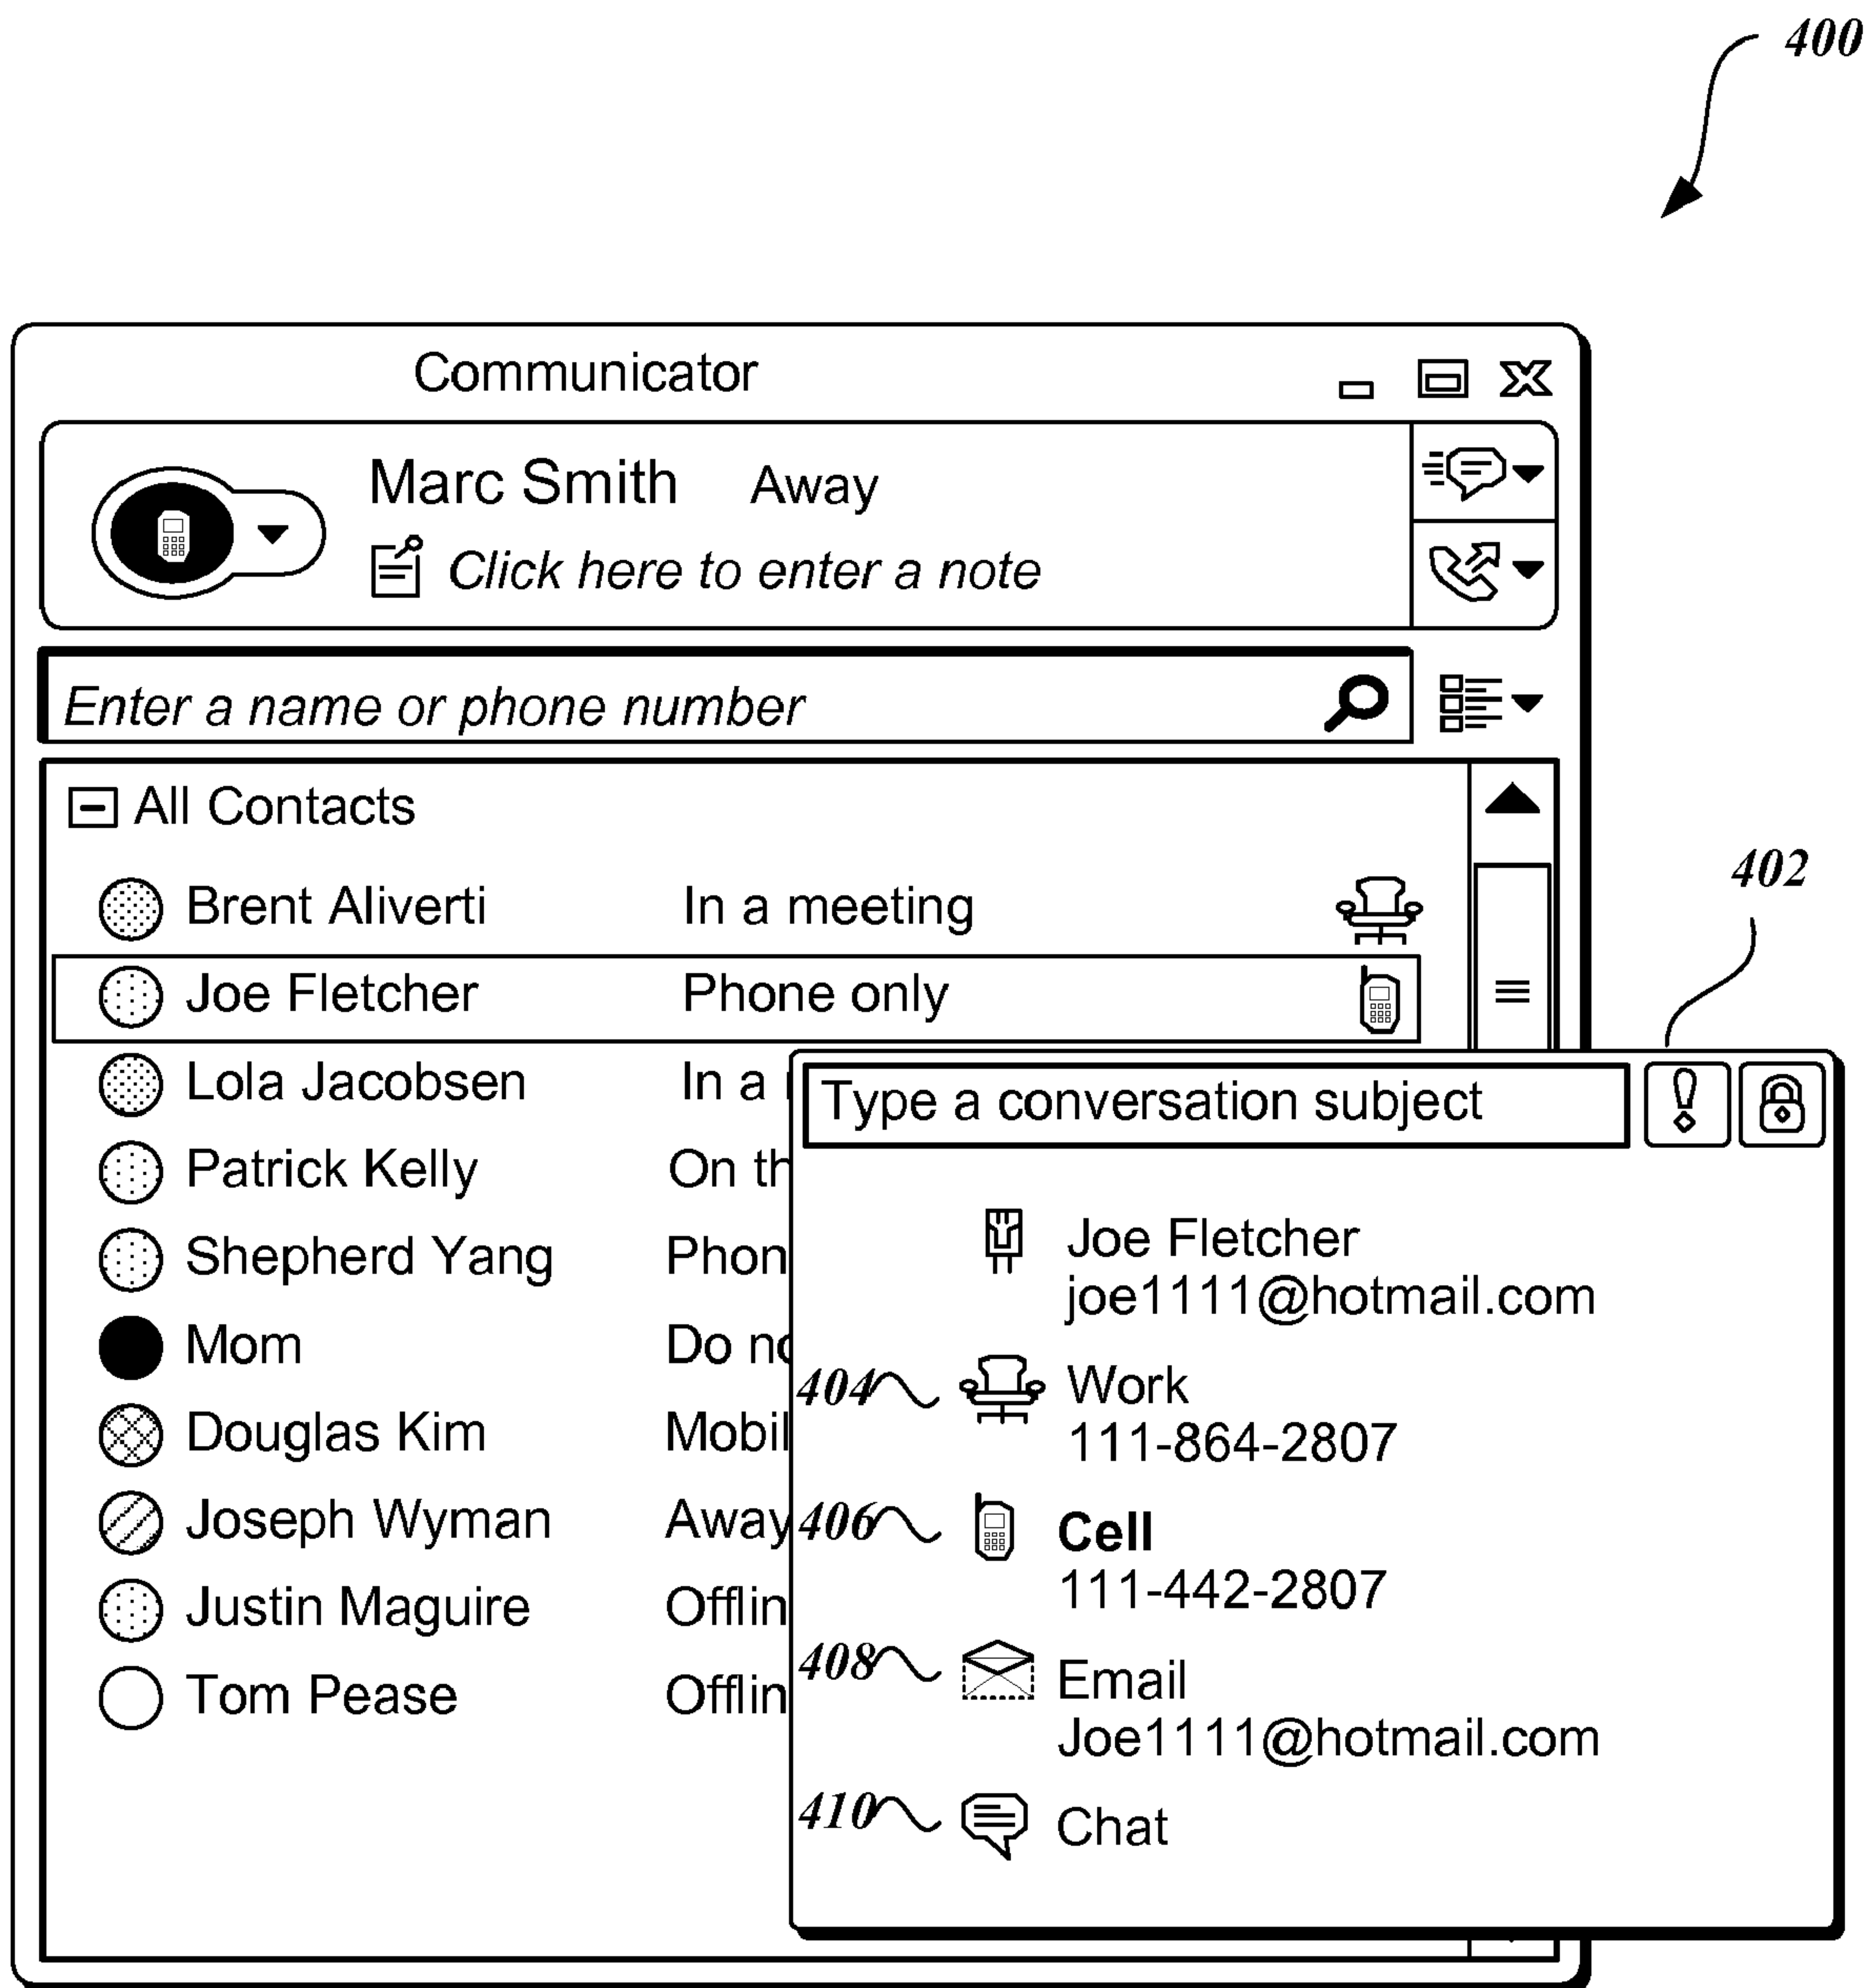 400
Communicator
Marc Smith Away
Click here to enter a note
Enter a name or phone number
All Contacts
Brent Aliverti In a meeting
Joe Fletcher Phone only
402
Lola Jacobsen In a
Patrick Kelly On th
Shepherd Yang Phon
Mom Do no
Douglas Kim Mobil
Joseph Wyman Away
Justin Maguire Offlin
Tom Pease Offlin
Type a conversation subject
Joe Fletcher
joe1111@hotmail.com
404 Work
111-864-2807
406 Cell
111-442-2807
408 Email
Joe1111@hotmail.com
410 Chat